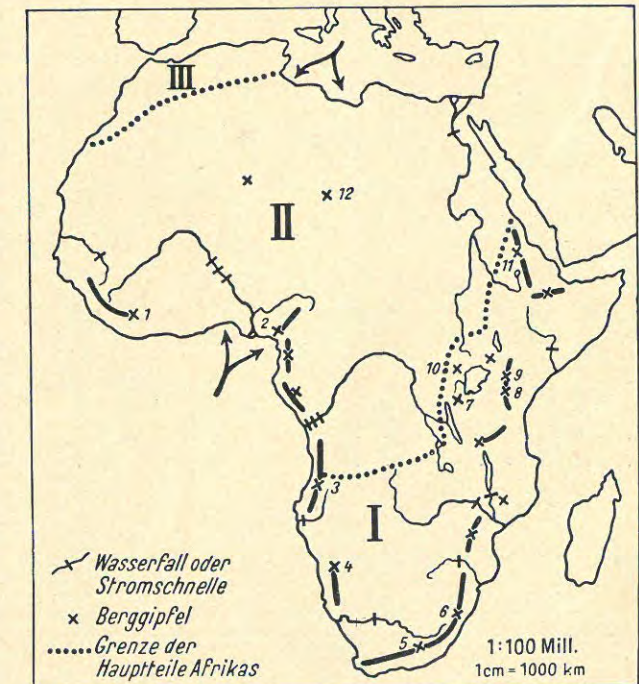 III
12
II
11
1
2
10
9
8
7
3
I
4
6
5
Wasserfall oder
Stromschnelle
Berggipfel
Grenze der
Hauptteile Afrikas
1:100 Mill.
1cm = 1000 km